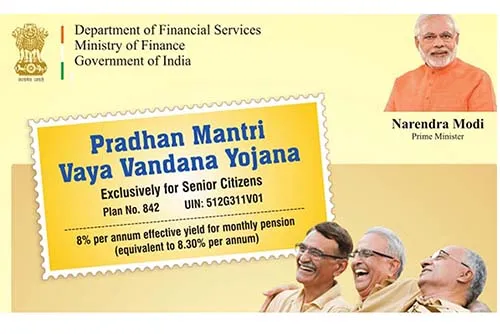 Department of Financial Services
Ministry of Finance
Government of India
Narendra Modi
Prime Minister
Pradhan Mantri
Vaya Vandana Yojana
Exclusively for Senior Citizens
Plan No. 842 UIN: 512G311V01
8% per annum effective yield for monthly pension
(equivalent to 8.30% per annum)